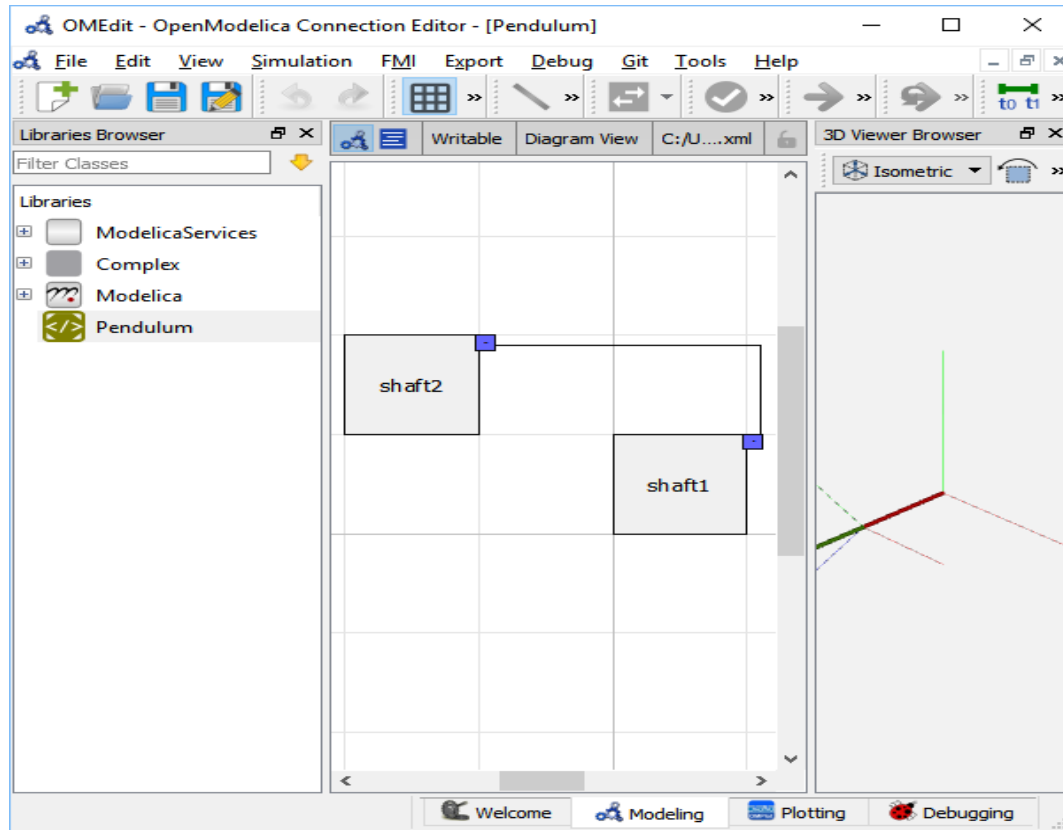 OMEdit - OpenModelica Connection Editor - [Pendulum]
File Edit View Simulation FMI Export Debug Git Tools Help
» » » » » t0 t1 »
Libraries Browser
Writable Diagram View C:/U....xml
3D Viewer Browser
Filter Classes
Isometric »
Libraries
ModelicaServices
Complex
Modelica
</> Pendulum
shaft2
shaft1
Welcome Modeling Plotting Debugging